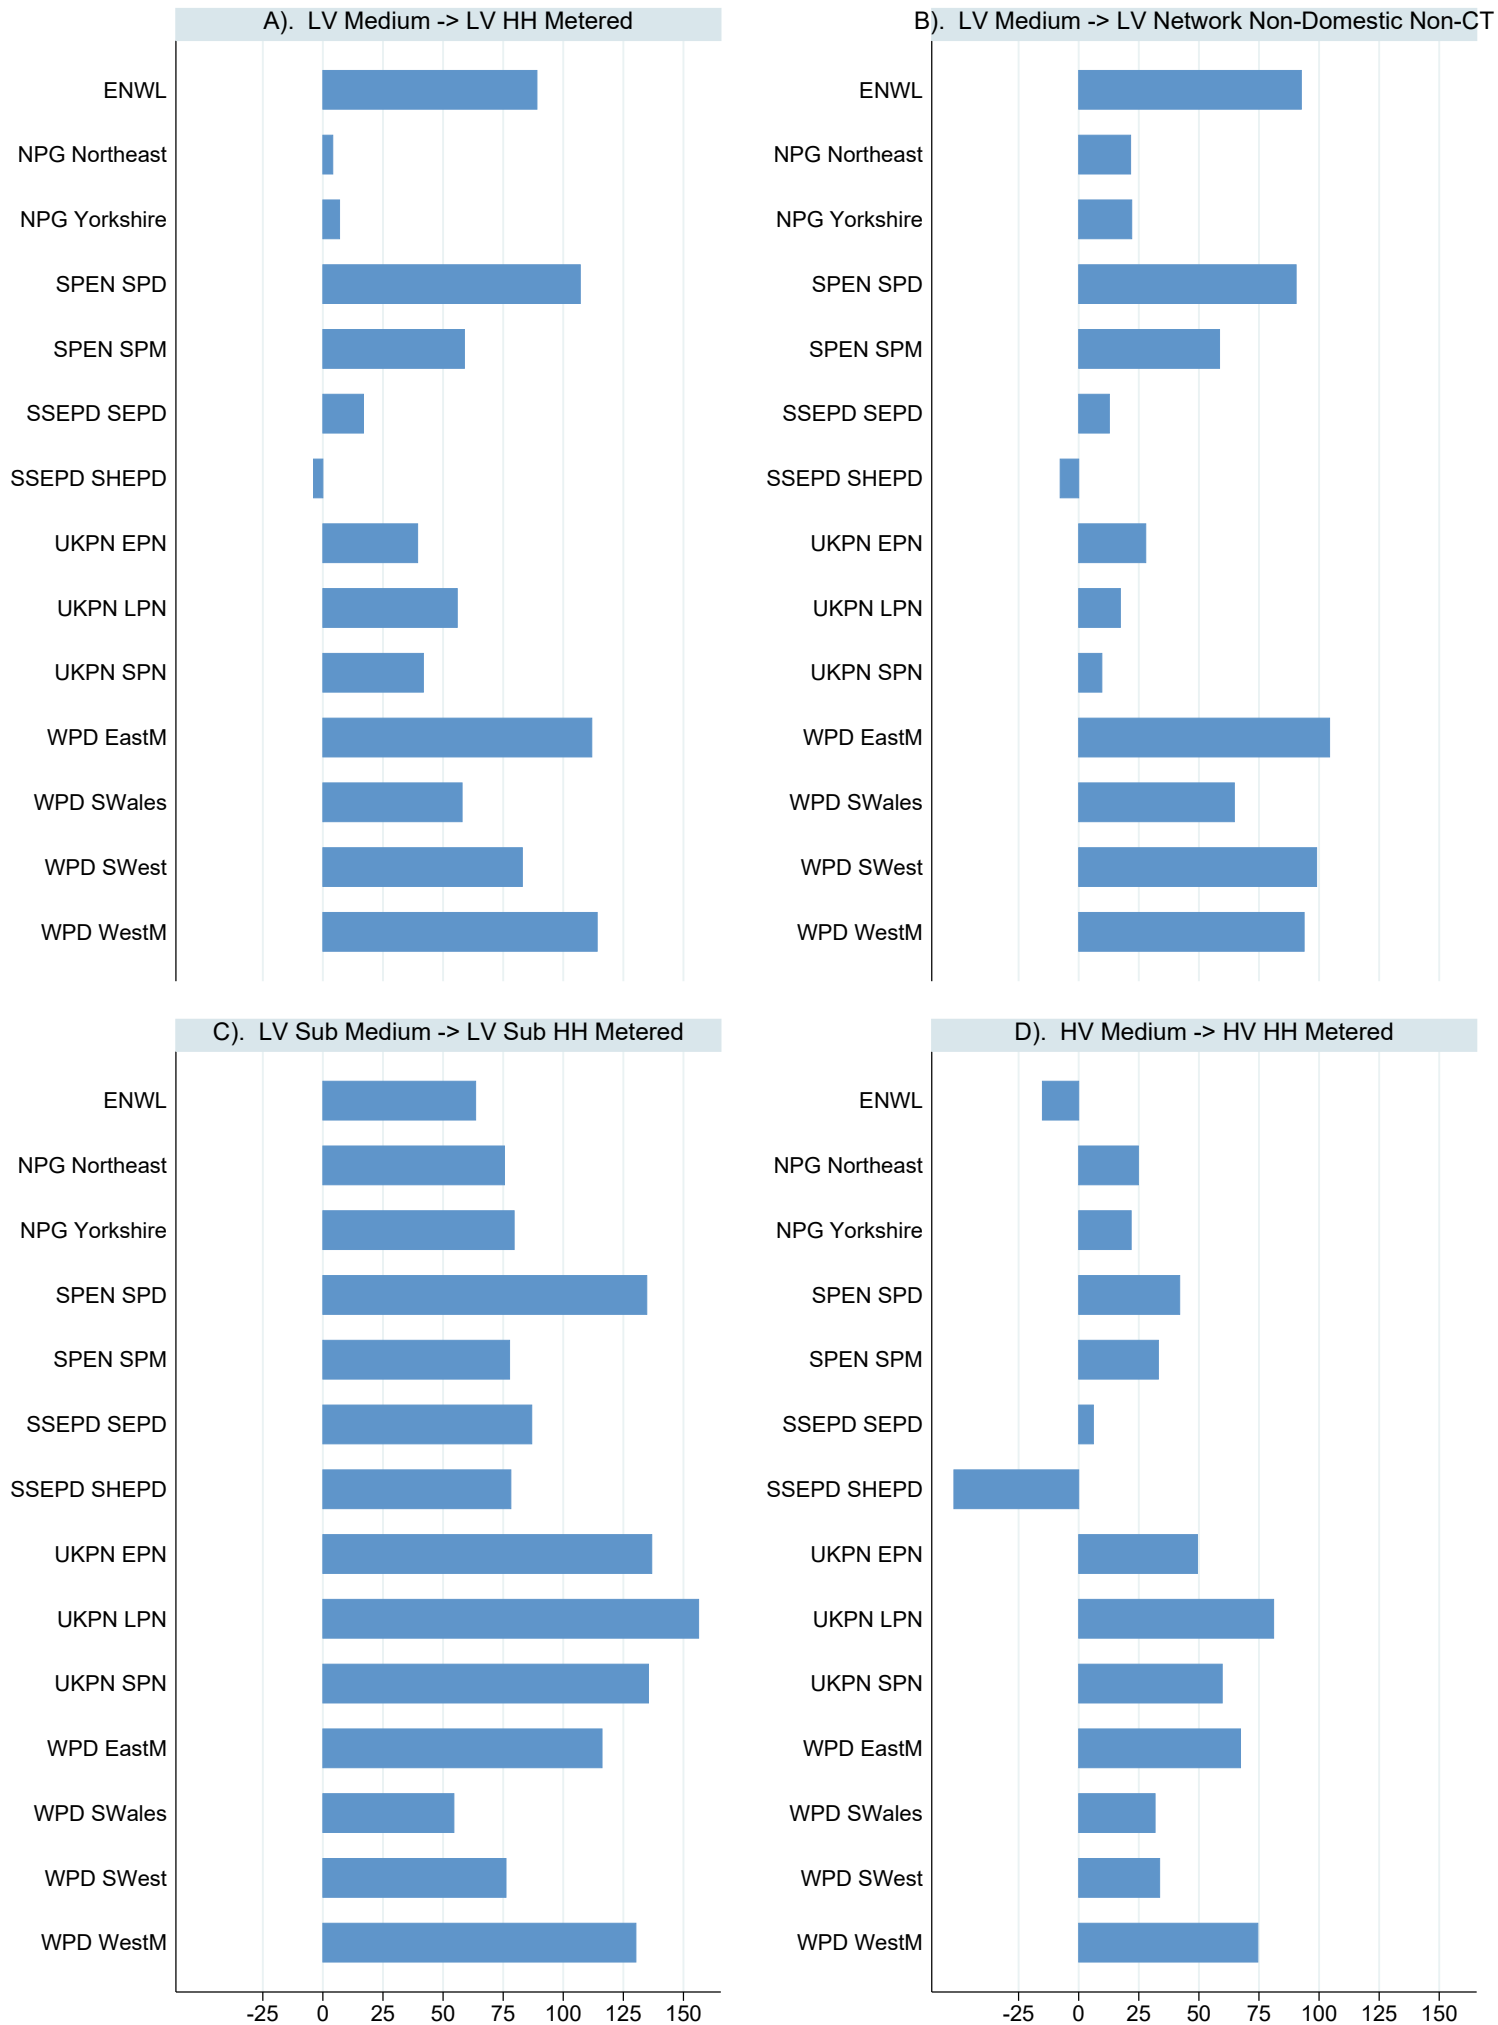 A).  LV Medium -> LV HH Metered
ENWL
NPG Northeast
NPG Yorkshire
SPEN SPD
SPEN SPM
SSEPD SEPD
SSEPD SHEPD
UKPN EPN
UKPN LPN
UKPN SPN
WPD EastM
WPD SWales
WPD SWest
WPD WestM
B).  LV Medium -> LV Network Non-Domestic Non-CT
ENWL
NPG Northeast
NPG Yorkshire
SPEN SPD
SPEN SPM
SSEPD SEPD
SSEPD SHEPD
UKPN EPN
UKPN LPN
UKPN SPN
WPD EastM
WPD SWales
WPD SWest
WPD WestM
C).  LV Sub Medium -> LV Sub HH Metered
ENWL
NPG Northeast
NPG Yorkshire
SPEN SPD
SPEN SPM
SSEPD SEPD
SSEPD SHEPD
UKPN EPN
UKPN LPN
UKPN SPN
WPD EastM
WPD SWales
WPD SWest
WPD WestM
-25 0 25 50 75 100 125 150
D).  HV Medium -> HV HH Metered
ENWL
NPG Northeast
NPG Yorkshire
SPEN SPD
SPEN SPM
SSEPD SEPD
SSEPD SHEPD
UKPN EPN
UKPN LPN
UKPN SPN
WPD EastM
WPD SWales
WPD SWest
WPD WestM
-25 0 25 50 75 100 125 150